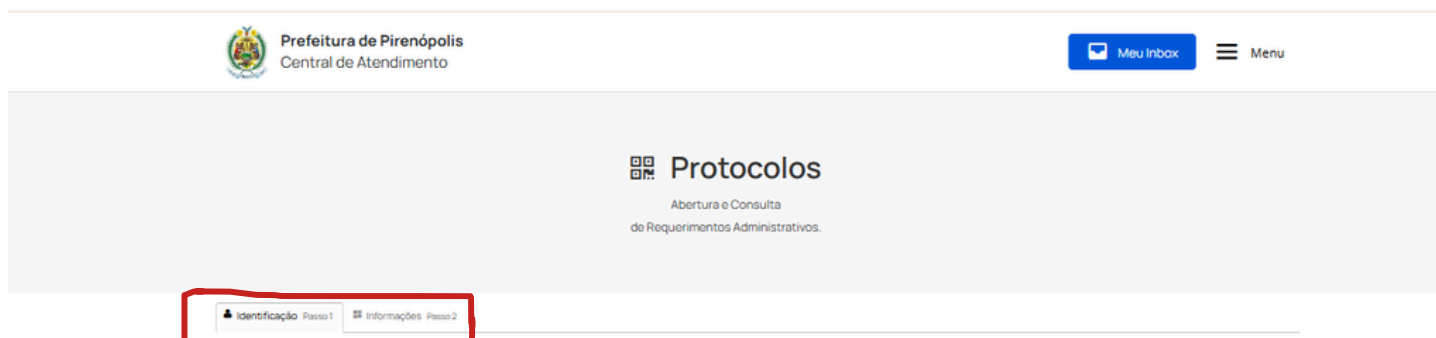 Prefeitura de Pirenópolis
Central de Atendimento
Meu Inbox
Menu
Protocolos
Abertura e Consulta
de Requerimentos Administrativos.
Identificação Passo 1
Informações Passo 2